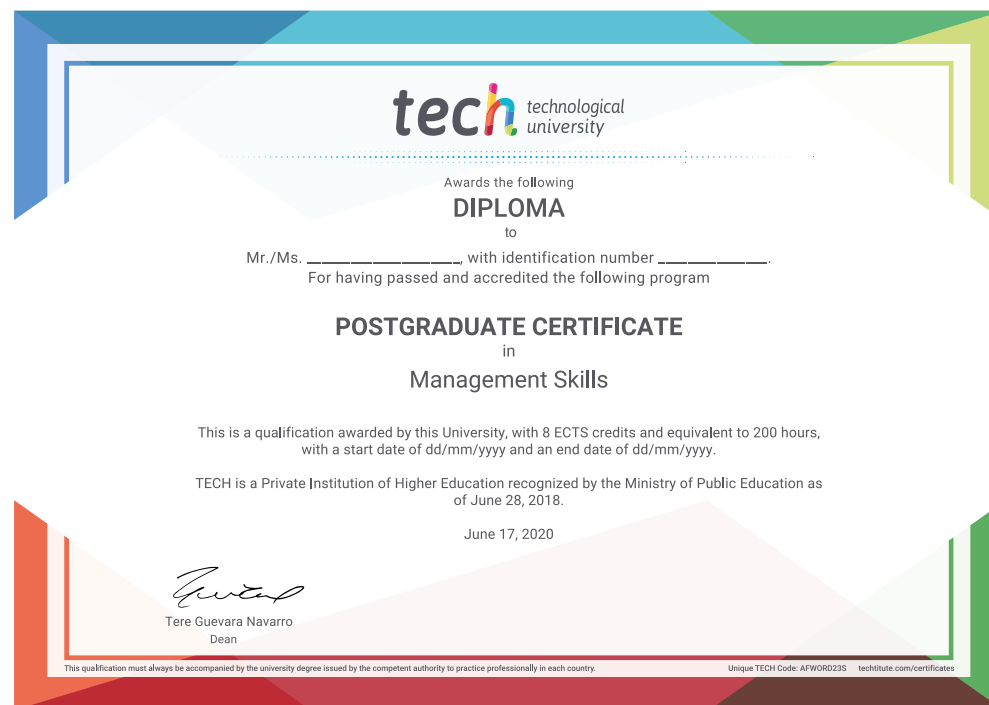 tech technological
university
Awards the following
DIPLOMA
to
Mr./Ms. _____________________, with identification number _______________.
For having passed and accredited the following program
POSTGRADUATE CERTIFICATE
in
Management Skills
This is a qualification awarded by this University, with 8 ECTS credits and equivalent to 200 hours,
with a start date of dd/mm/yyyy and an end date of dd/mm/yyyy.
TECH is a Private Institution of Higher Education recognized by the Ministry of Public Education as
of June 28, 2018.
June 17, 2020
Tere Guevara Navarro
Dean
This qualification must always be accompanied by the university degree issued by the competent authority to practice professionally in each country.
Unique TECH Code: AFWORD23S techtitute.com/certificates